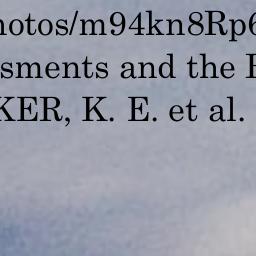 hotos/m94kn8Rp6
sments and the
KER, K. E. et al.